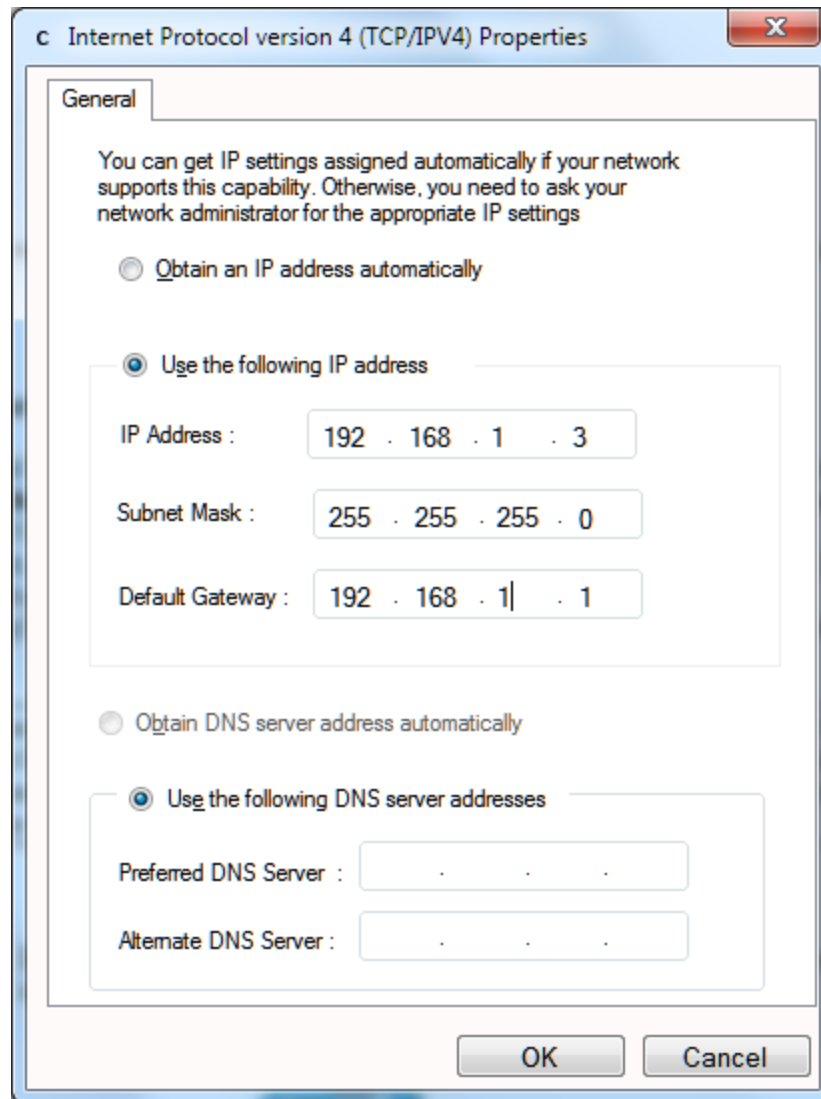 c Internet Protocol version 4 (TCP/IPV4) Properties
General
You can get IP settings assigned automatically if your network
supports this capability. Otherwise, you need to ask your
network administrator for the appropriate IP settings
Obtain an IP address automatically
Use the following IP address
IP Address : 192 . 168 . 1 . 3
Subnet Mask : 255 . 255 . 255 . 0
Default Gateway : 192 . 168 . 1 . 1
Obtain DNS server address automatically
Use the following DNS server addresses
Preferred DNS Server : . . .
Alternate DNS Server : . . .
OK Cancel